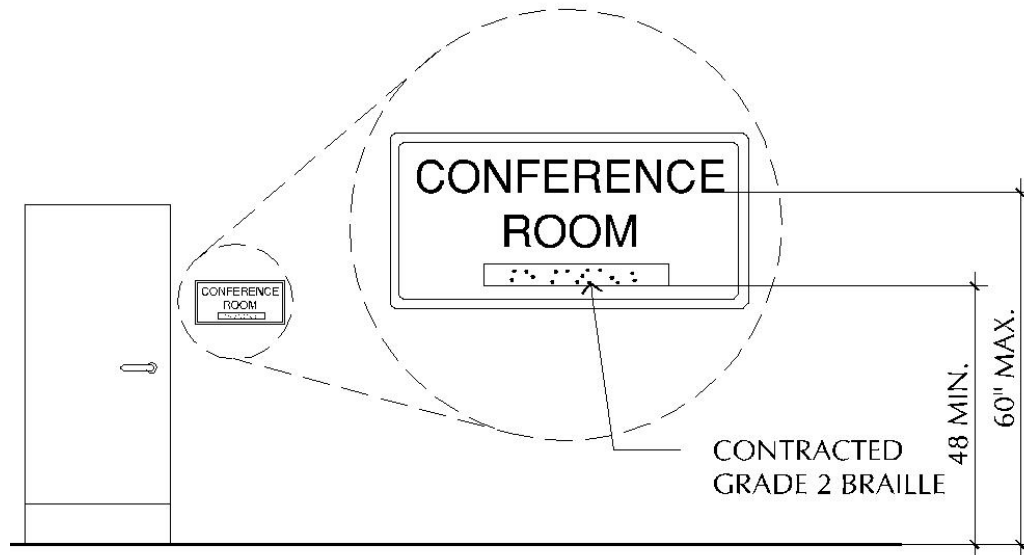 CONFERENCE
ROOM
CONFERENCE
ROOM
CONTRACTED
GRADE 2 BRAILLE
48 MIN.
60" MAX.